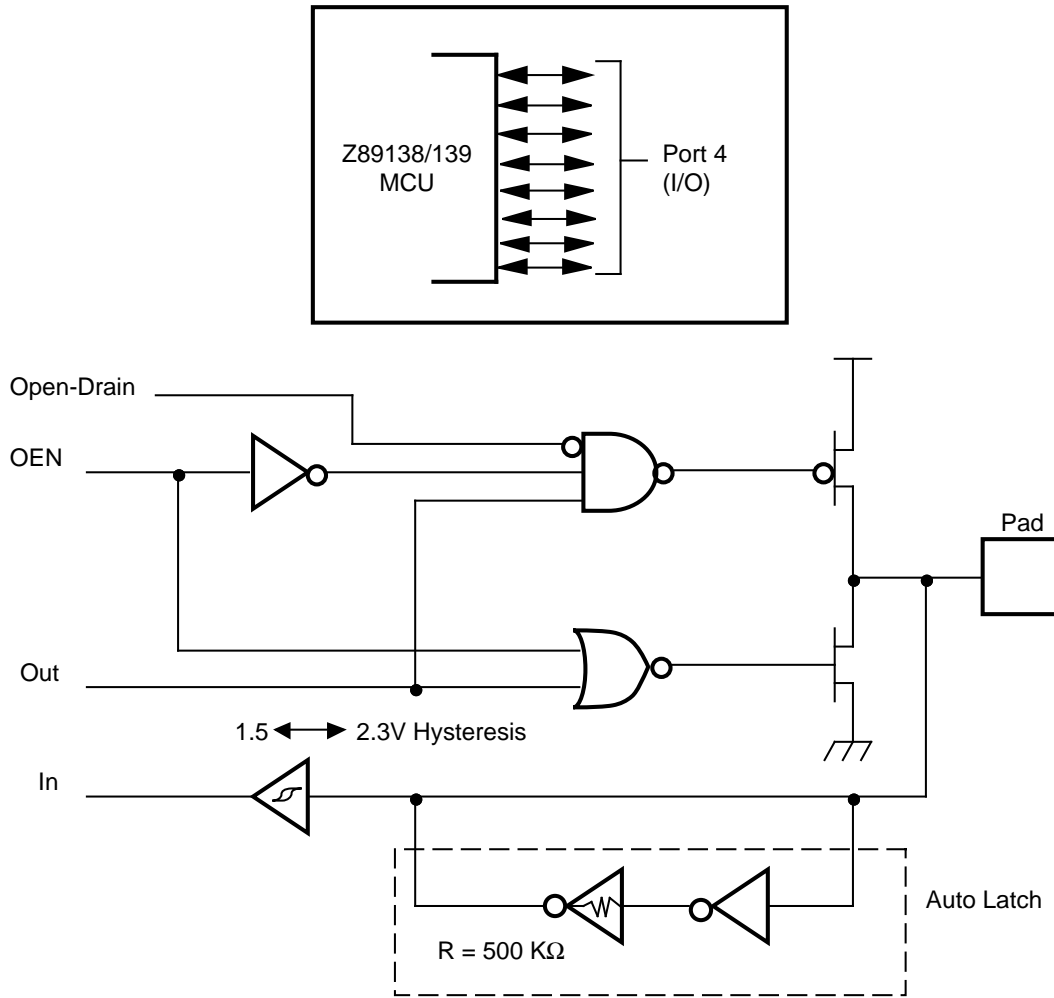 Z89138/139
MCU
Port 4
(I/O)
Open-Drain
OEN
Pad
Out
1.5 2.3V Hysteresis
In
Auto Latch
R = 500 KΩ